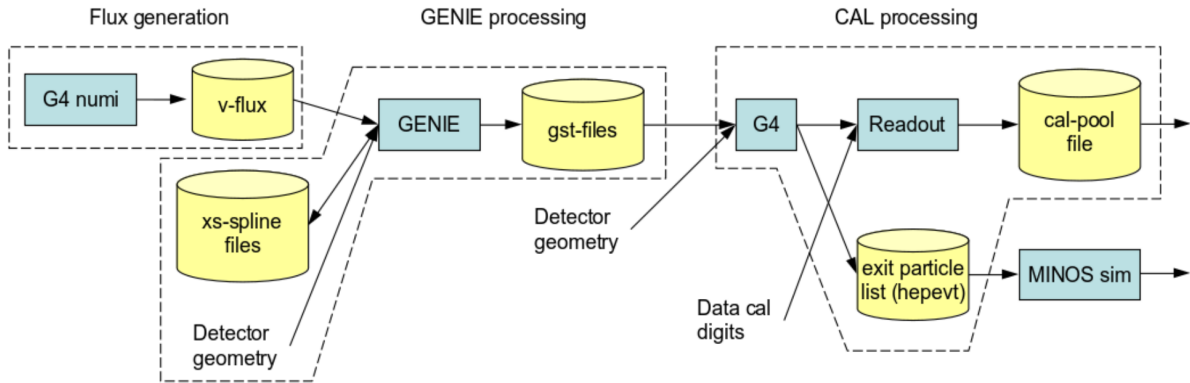 Flux generation
GENIE processing
CAL processing
G4 numi
v-flux
GENIE
gst-files
G4
Readout
cal-pool
file
xs-spline
files
Detector
geometry
exit particle
list (hepevt)
MINOS sim
Data cal
digits
Detector
geometry